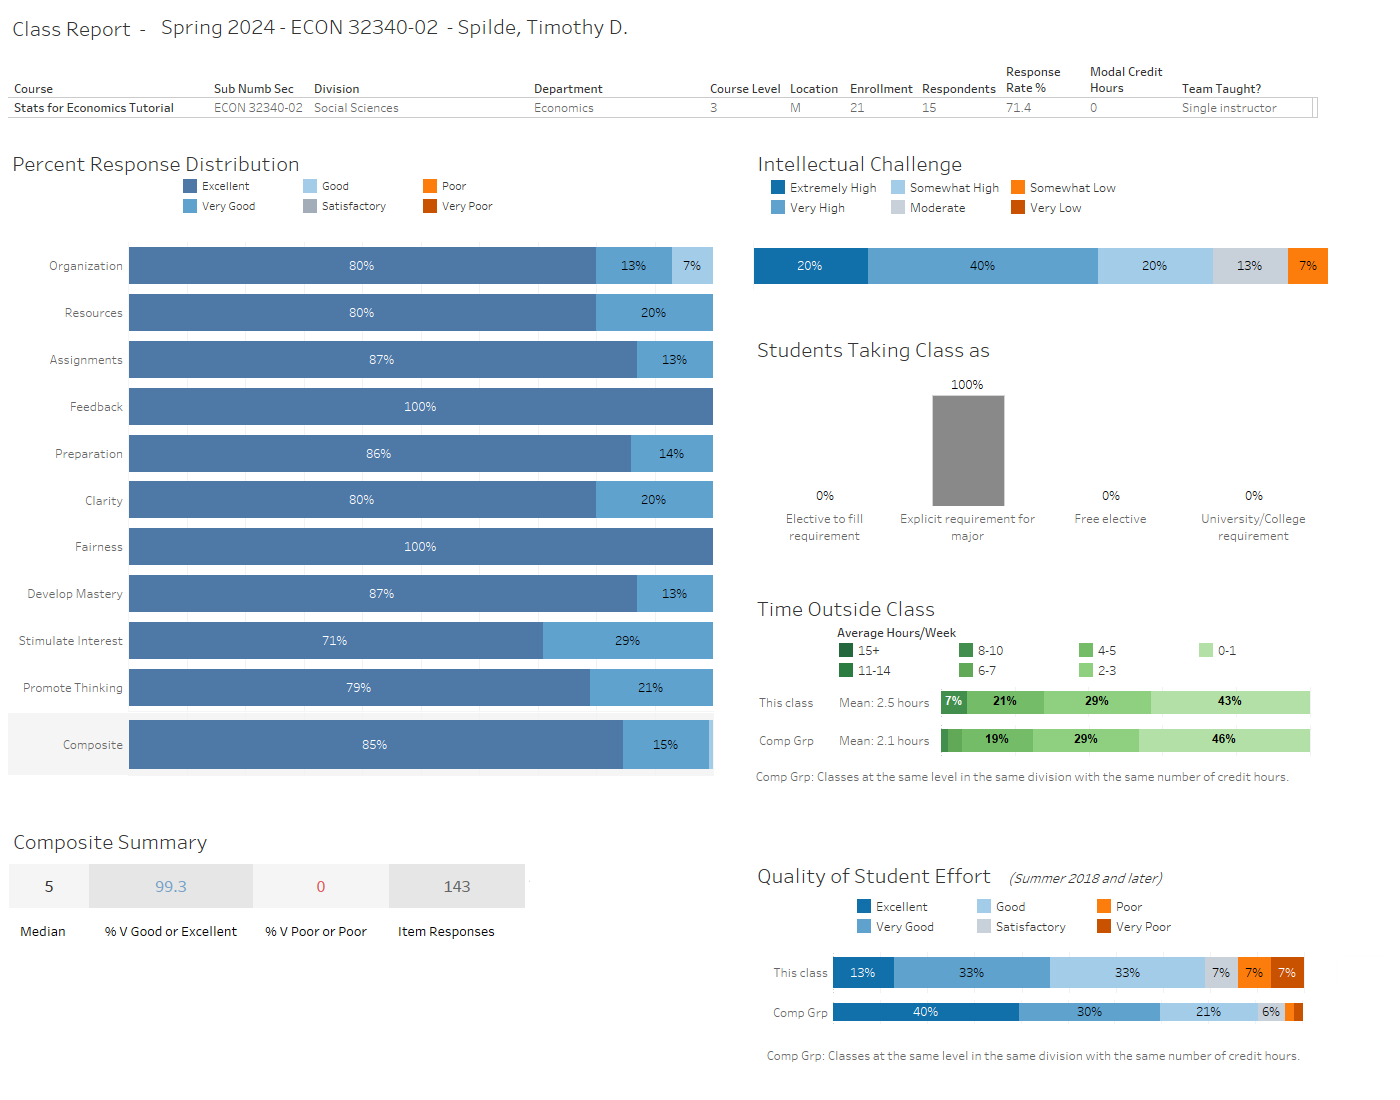 Class Report - Spring 2024 - ECON 32340-02 - Spilde, Timothy D.
Course Sub Numb Sec Division Department Course Level Location Enrollment Respondents Response Rate % Modal Credit Hours Team Taught?
Stats for Economics Tutorial ECON 32340-02 Social Sciences Economics 3 M 21 15 71.4 0 Single instructor
Percent Response Distribution
Excellent Good Poor
Very Good Satisfactory Very Poor
Organization 80% 13% 7%
Resources 80% 20%
Assignments 87% 13%
Feedback 100%
Preparation 86% 14%
Clarity 80% 20%
Fairness 100%
Develop Mastery 87% 13%
Stimulate Interest 71% 29%
Promote Thinking 79% 21%
Composite 85% 15%
Composite Summary
5 99.3 0 143
Median % V Good or Excellent % V Poor or Poor Item Responses
Intellectual Challenge
Extremely High Somewhat High Somewhat Low
Very High Moderate Very Low
20% 40% 20% 13% 7%
Students Taking Class as
100%
0% 0% 0%
Elective to fill requirement Explicit requirement for major Free elective University/College requirement
Time Outside Class
Average Hours/Week
15+ 8-10 4-5 0-1
11-14 6-7 2-3
This class Mean: 2.5 hours 7% 21% 29% 43%
Comp Grp Mean: 2.1 hours 19% 29% 46%
Comp Grp: Classes at the same level in the same division with the same number of credit hours.
Quality of Student Effort (Summer 2018 and later)
Excellent Good Poor
Very Good Satisfactory Very Poor
This class 13% 33% 33% 7% 7% 7%
Comp Grp 40% 30% 21% 6%
Comp Grp: Classes at the same level in the same division with the same number of credit hours.